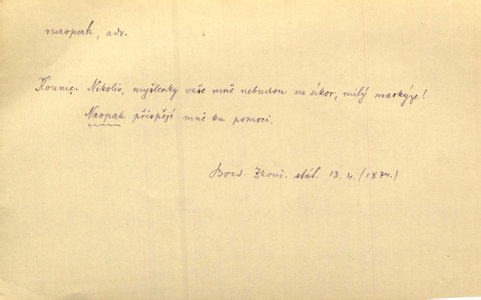 naopak, adv.
Kounic. Nikoliv, myšlenky vaše mně nebudou na úkor, milý markýze!
Naopak přispějí mně ku pomoci.
Bozd. Zkouš. stát. 13. 4. (1874.)